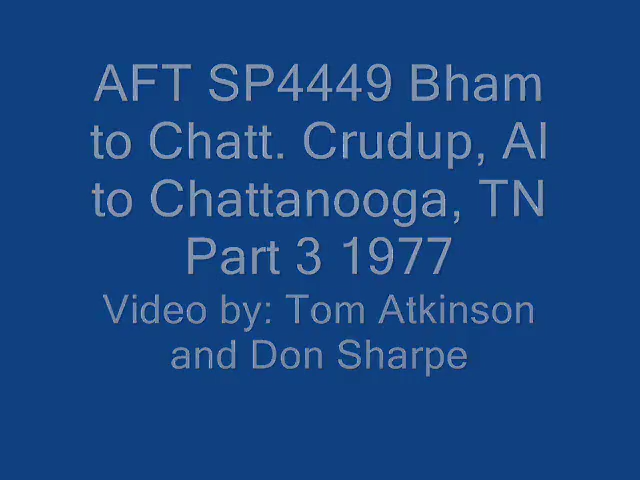 AFT SP4449 Bham
to Chatt. Crudup, Al
to Chattanooga, TN
Part 3 1977
Video by: Tom Atkinson
and Don Sharpe